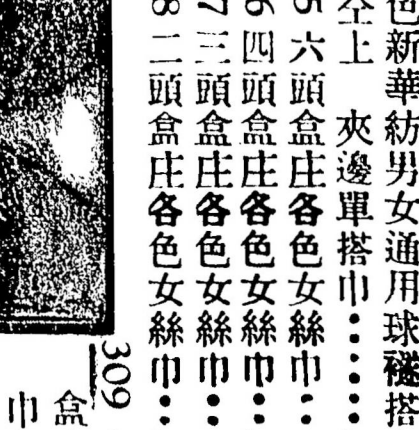 色新華紡男女通用球搭
仝上 夾邊單搭巾‥‥
5 六頭盒庄各色女絲巾‥
6 四頭盒庄各色女絲巾‥
7 三頭盒庄各色女絲巾‥
8 二頭盒庄各色女絲巾‥
309
盒
巾